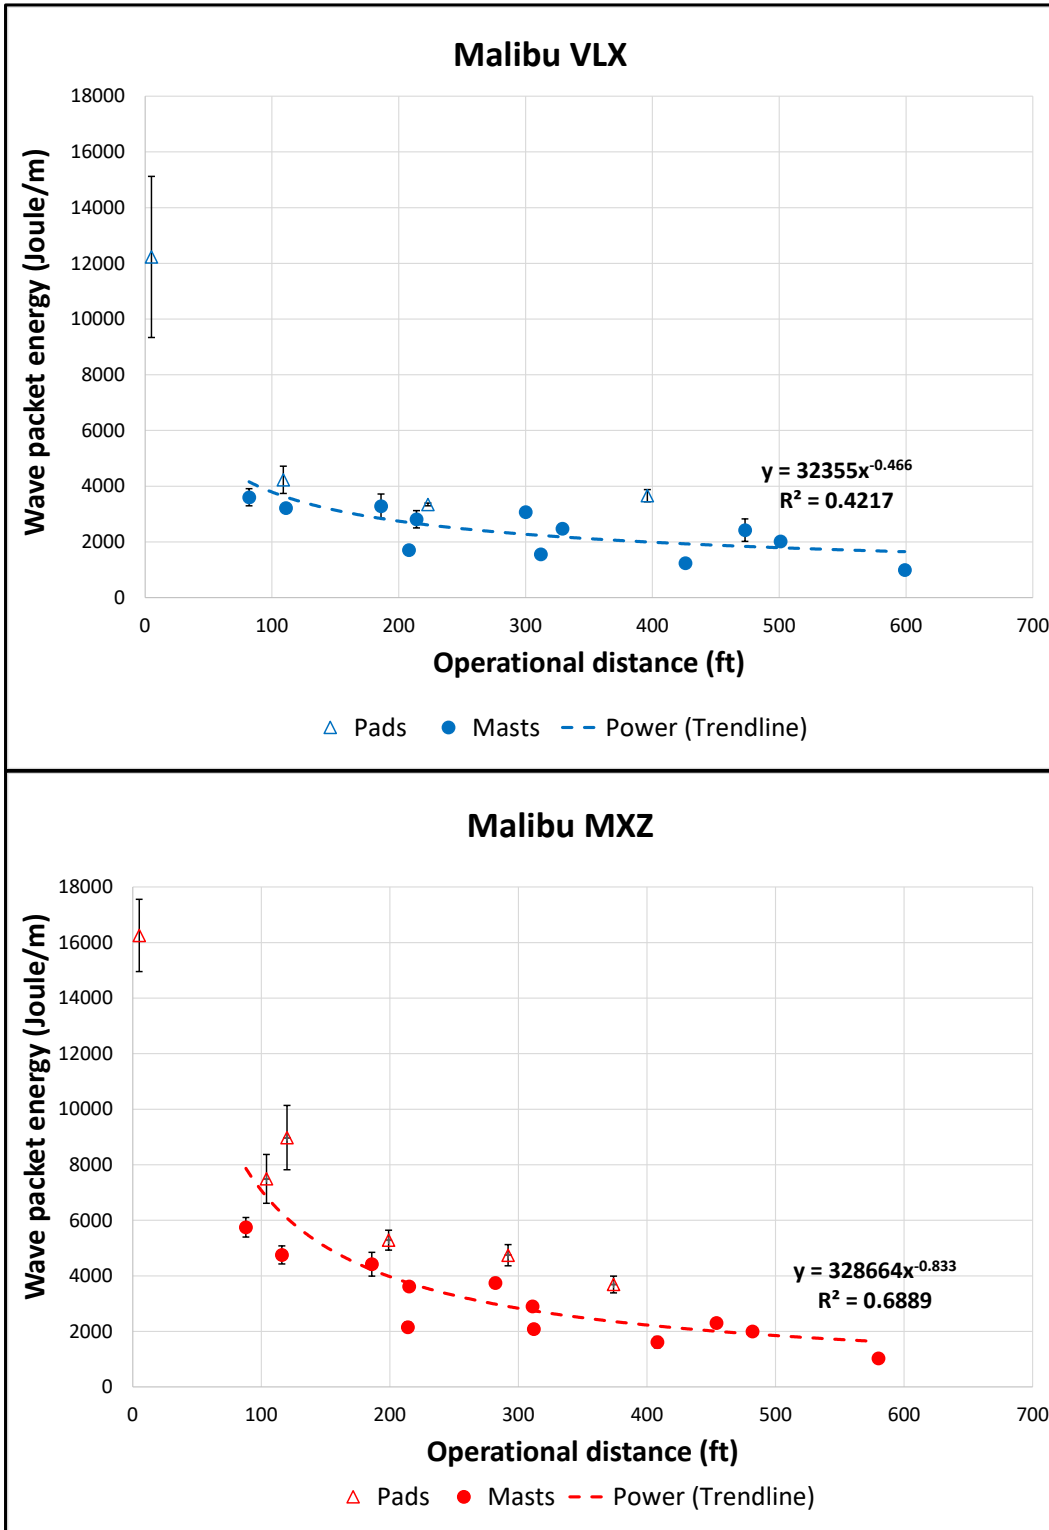 Malibu VLX
Wave packet energy (Joule/m)
18000
16000
14000
12000
10000
8000
6000
4000
2000
0
y = 32355x^-0.466
R² = 0.4217
0 100 200 300 400 500 600 700
Operational distance (ft)
Pads Masts Power (Trendline)
Malibu MXZ
Wave packet energy (Joule/m)
18000
16000
14000
12000
10000
8000
6000
4000
2000
0
y = 328664x^-0.833
R² = 0.6889
0 100 200 300 400 500 600 700
Operational distance (ft)
Pads Masts Power (Trendline)